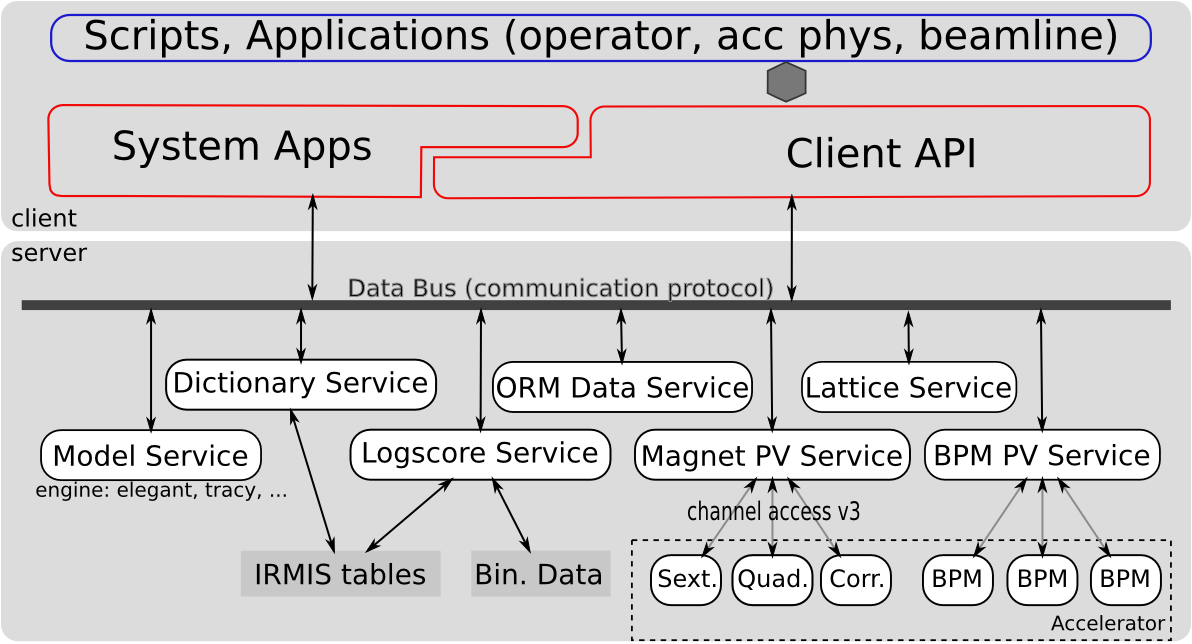 Scripts, Applications (operator, acc phys, beamline)
System Apps
Client API
client
server
Data Bus (communication protocol)
Dictionary Service
ORM Data Service
Lattice Service
Model Service
Logscore Service
Magnet PV Service
BPM PV Service
engine: elegant, tracy, ...
channel access v3
IRMIS tables
Bin. Data
Sext.
Quad.
Corr.
BPM
BPM
BPM
Accelerator